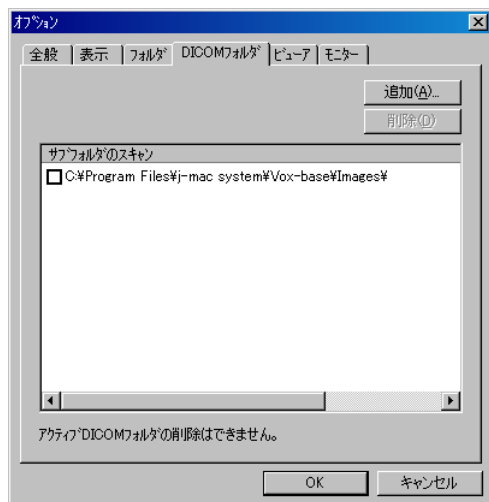 ｵﾌﾟｼｮﾝ
全般 表示 ﾌｫﾙﾀﾞ DICOMﾌｫﾙﾀﾞ ﾋﾞｭｰｱ ﾓﾆﾀｰ
追加(A)...
削除(D)
ｻﾌﾞﾌｫﾙﾀﾞのｽｷｬﾝ
C:¥Program Files¥j-mac system¥Vox-base¥Images¥
ｱｸﾃｨﾌﾞDICOMﾌｫﾙﾀﾞの削除はできません。
OK ｷｬﾝｾﾙ